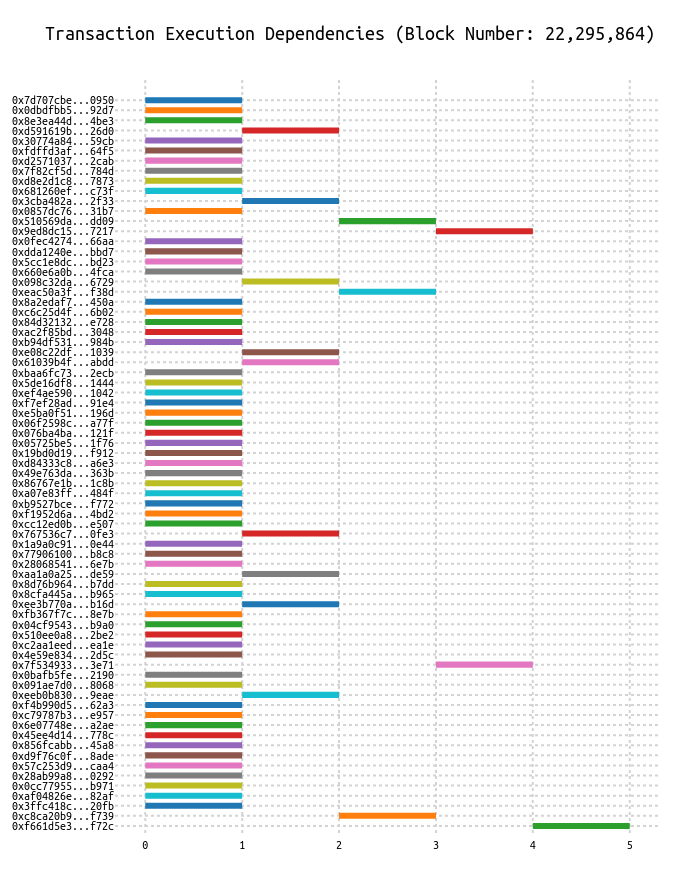 Transaction Execution Dependencies (Block Number: 22,295,864)
0x7d707cbe...0950
0x0dbdfbb5...92d7
0x8e3ea44d...4be3
0xd591619b...26d0
0x30774a84...59cb
0xfdffd3af...64f5
0xd2571037...2cab
0x7f82cf5d...784d
0xd8e2d1c8...7873
0x681260ef...c73f
0x3cba482a...2f33
0x0857dc76...31b7
0x510569da...dd09
0x9ed8dc15...7217
0x0fec4274...66aa
0xdda1240e...bbd7
0x5cc1e8dc...bd23
0x660e6a0b...4fca
0x098c32da...6729
0xeac50a3f...f38d
0x8a2edaf7...450a
0xc6c25d4f...6b02
0x84d32132...e728
0xac2f85bd...3048
0xb94df531...984b
0xe08c22df...1039
0x61039b4f...abdd
0xbaa6fc73...2ecb
0x5de16df8...1444
0xef4ae590...1042
0xf7ef28ad...91e4
0xe5ba0f51...196d
0x06f2598c...a77f
0x076ba4ba...121f
0x05725be5...1f76
0x19bd0d19...f912
0xd84333c8...a6e3
0x49e763da...363b
0x86767e1b...1c8b
0xa07e83ff...484f
0xb9527bce...f772
0xf1952d6a...4bd2
0xcc12ed0b...e507
0x767536c7...0fe3
0x1a9a0c91...0e44
0x77906100...b8c8
0x28068541...6e7b
0xaa1a0a25...de59
0x8d76b964...b7dd
0x8cfa445a...b965
0xee3b770a...b16d
0xfb367f7c...8e7b
0x04cf9543...b9a0
0x510ee0a8...2be2
0xc2aa1eed...ea1e
0x4e59e834...2d5c
0x7f534933...3e71
0x0bafb5fe...2190
0x091ae7d0...8068
0xeeb0b830...9eae
0xf4b990d5...62a3
0xc79787b3...e957
0x6e07748e...a2ae
0x45ee4d14...778c
0x856fcabb...45a8
0xd9f76c0f...8ade
0x57c253d9...caa4
0x28ab99a8...0292
0x0cc77955...b971
0xaf04826e...82af
0x3ffc418c...20fb
0xc8ca20b9...f739
0xf661d5e3...f72c
0 1 2 3 4 5